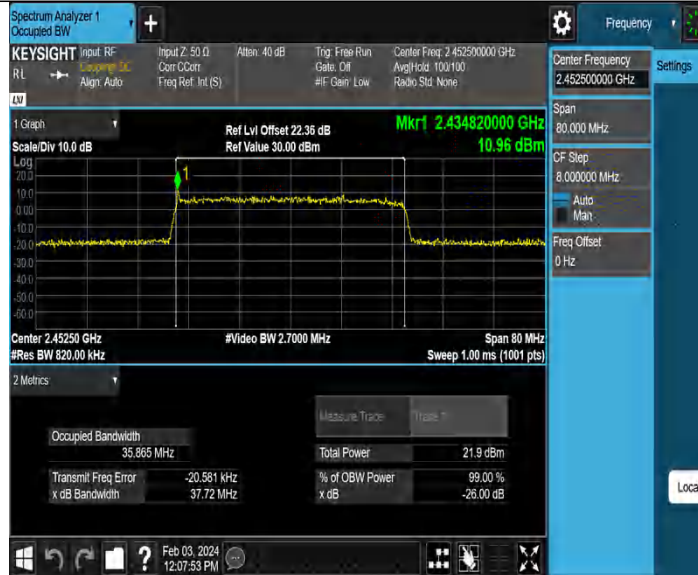 Spectrum Analyzer 1
Occupied BW
+
Frequency
KEYSIGHT
R L
Input: RF
Coupling: DC
Align: Auto
Input Z: 50 Ω
Corr CCorr
Freq Ref: Int (S)
Atten: 40 dB
Trig: Free Run
Gate: Off
#IF Gain: Low
Center Freq: 2.452500000 GHz
Avg|Hold: 100/100
Radio Std: None
LXI
Center Frequency
2.452500000 GHz
Settings
Span
80.000 MHz
CF Step
8.000000 MHz
Auto
Man
Freq Offset
0 Hz
1 Graph
Scale/Div 10.0 dB
Ref Lvl Offset 22.36 dB
Ref Value 30.00 dBm
Mkr1 2.434820000 GHz
10.96 dBm
Log
20.0
10.0
0.00
-10.0
-20.0
-30.0
-40.0
-50.0
-60.0
1
Center 2.45250 GHz
#Res BW 820.00 kHz
#Video BW 2.7000 MHz
Span 80 MHz
Sweep 1.00 ms (1001 pts)
2 Metrics
Measure Trace
Trace 1
Occupied Bandwidth
35.865 MHz
Total Power
21.9 dBm
Transmit Freq Error
-20.581 kHz
% of OBW Power
99.00 %
x dB Bandwidth
37.72 MHz
x dB
-26.00 dB
Loca
?
Feb 03, 2024
12:07:53 PM